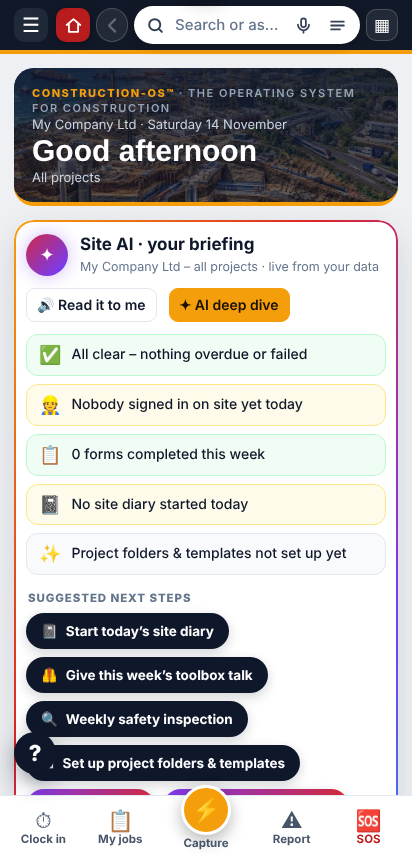 Search or as...
CONSTRUCTION-OS™ · THE OPERATING SYSTEM
FOR CONSTRUCTION
My Company Ltd · Saturday 14 November
Good afternoon
All projects
Site AI · your briefing
My Company Ltd – all projects · live from your data
Read it to me
AI deep dive
All clear – nothing overdue or failed
Nobody signed in on site yet today
0 forms completed this week
No site diary started today
Project folders & templates not set up yet
SUGGESTED NEXT STEPS
Start today's site diary
Give this week's toolbox talk
Weekly safety inspection
?
Set up project folders & templates
Clock in
My jobs
Capture
Report
SOS
SOS